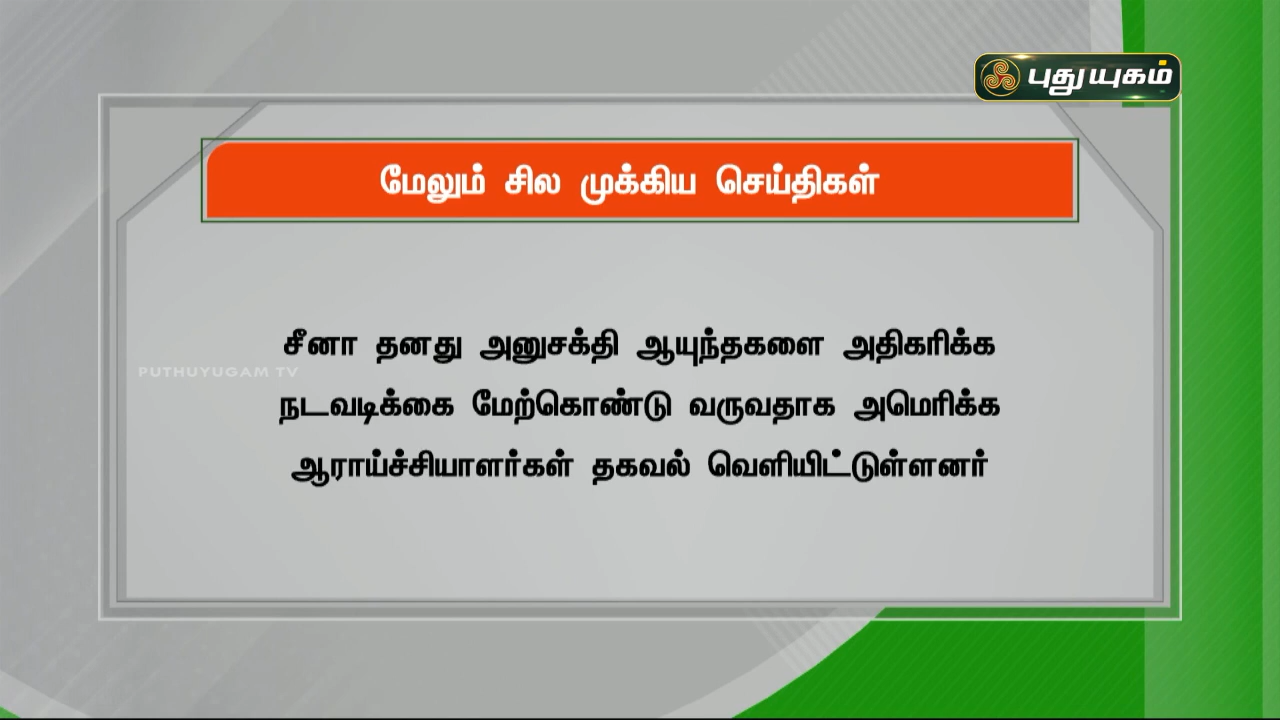 புதுயுகம்
மேலும் சில முக்கிய செய்திகள்
சீனா தனது அனுசக்தி ஆயுந்தகளை அதிகரிக்க
PUTHUYUGAM TV
நடவடிக்கை மேற்கொண்டு வருவதாக அமெரிக்க
ஆராய்ச்சியாளர்கள் தகவல் வெளியிட்டுள்ளனர்